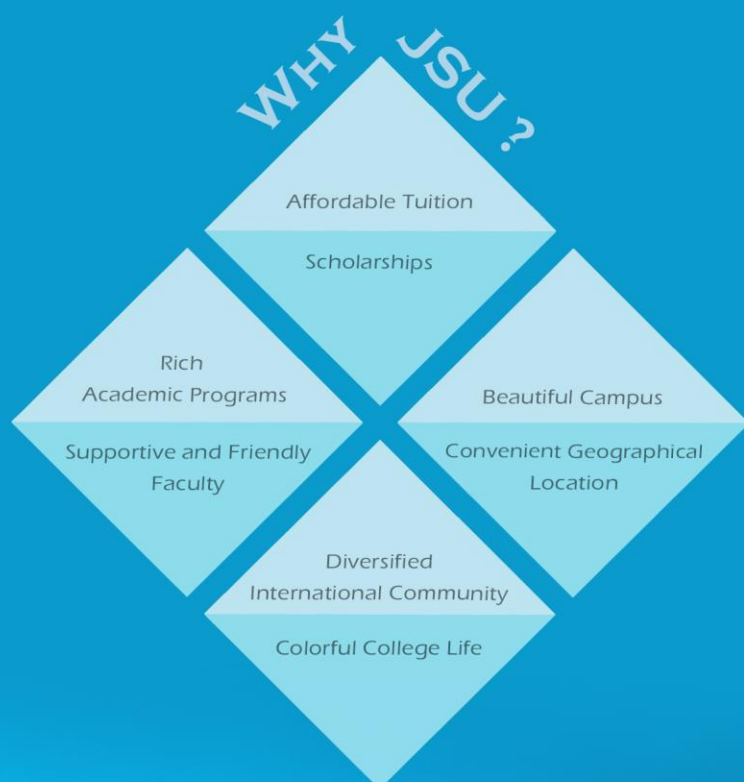 WHY JSU ?
Affordable Tuition
Scholarships
Rich
Academic Programs
Supportive and Friendly
Faculty
Beautiful Campus
Convenient Geographical
Location
Diversified
International Community
Colorful College Life